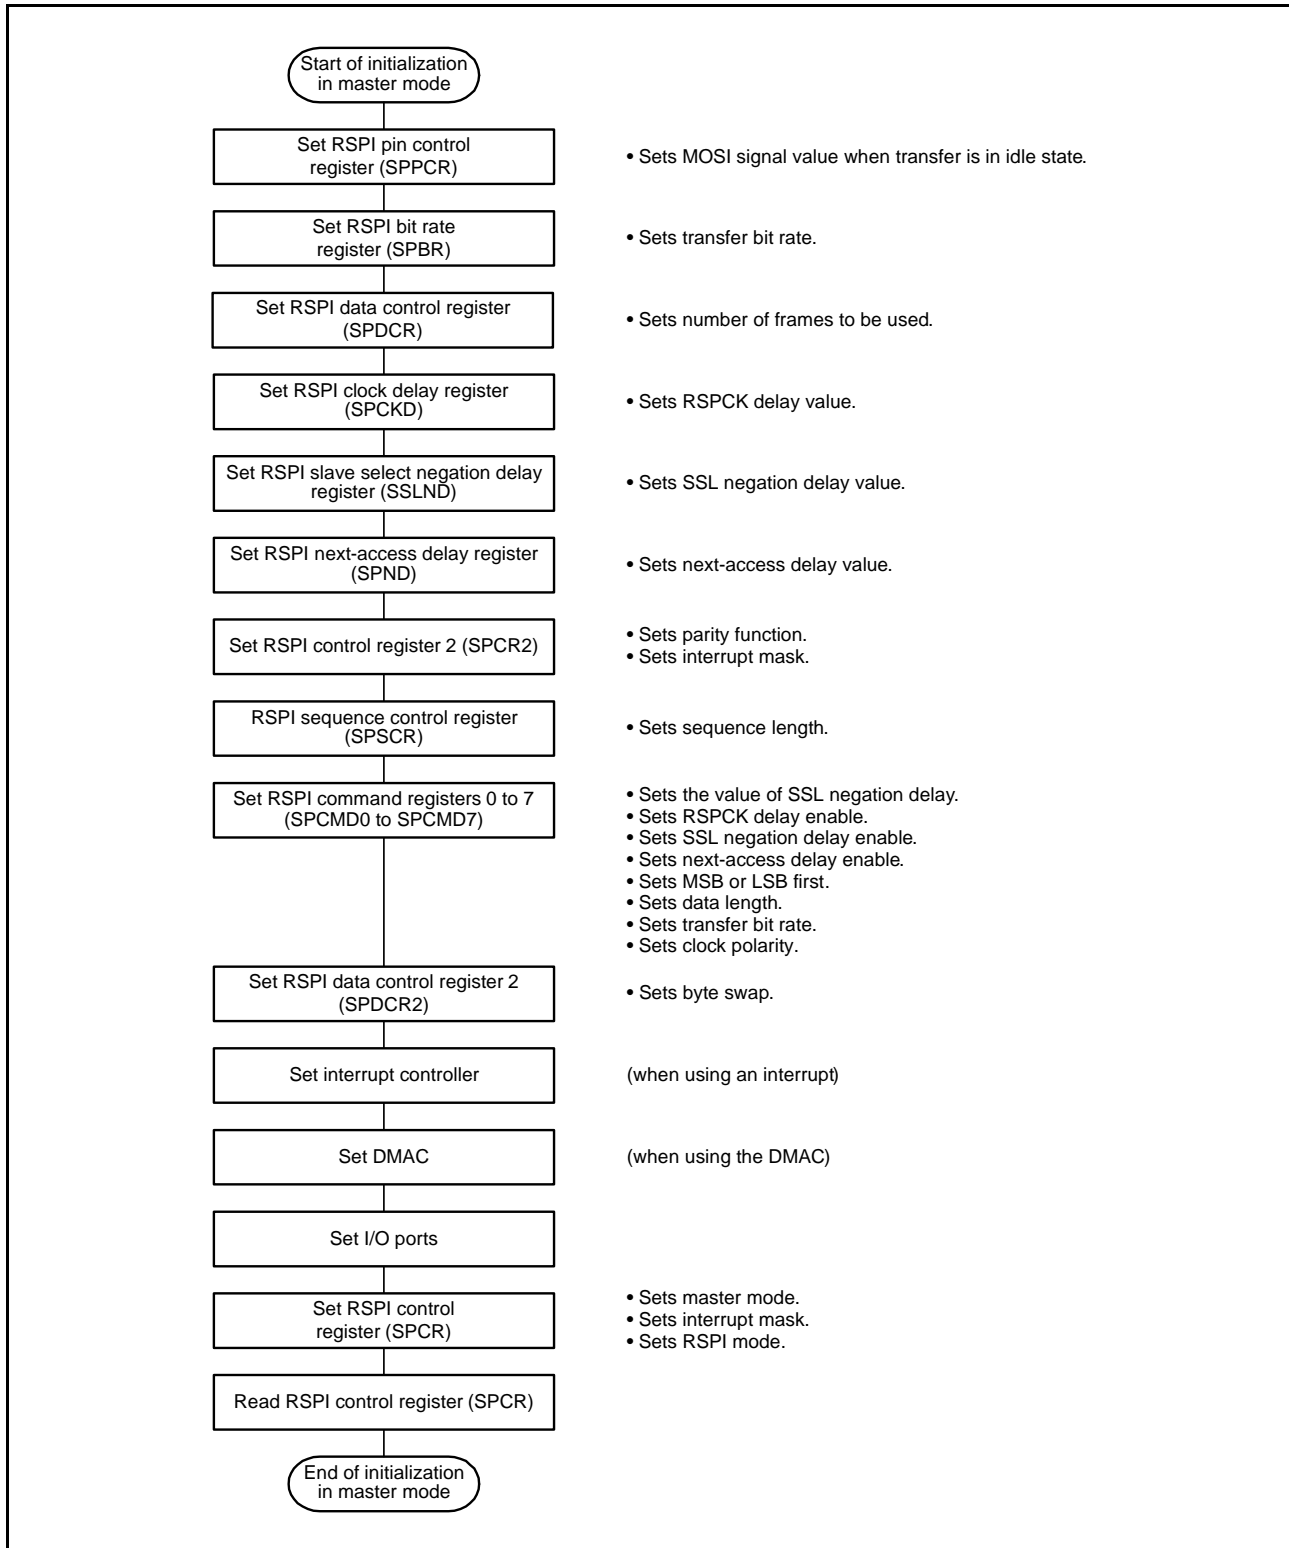 Start of initialization
in master mode
Set RSPI pin control
register (SPPCR)
• Sets MOSI signal value when transfer is in idle state.
Set RSPI bit rate
register (SPBR)
• Sets transfer bit rate.
Set RSPI data control register
(SPDCR)
• Sets number of frames to be used.
Set RSPI clock delay register
(SPCKD)
• Sets RSPCK delay value.
Set RSPI slave select negation delay
register (SSLND)
• Sets SSL negation delay value.
Set RSPI next-access delay register
(SPND)
• Sets next-access delay value.
Set RSPI control register 2 (SPCR2)
• Sets parity function.
• Sets interrupt mask.
RSPI sequence control register
(SPSCR)
• Sets sequence length.
Set RSPI command registers 0 to 7
(SPCMD0 to SPCMD7)
• Sets the value of SSL negation delay.
• Sets RSPCK delay enable.
• Sets SSL negation delay enable.
• Sets next-access delay enable.
• Sets MSB or LSB first.
• Sets data length.
• Sets transfer bit rate.
• Sets clock polarity.
Set RSPI data control register 2
(SPDCR2)
• Sets byte swap.
Set interrupt controller
(when using an interrupt)
Set DMAC
(when using the DMAC)
Set I/O ports
Set RSPI control
register (SPCR)
• Sets master mode.
• Sets interrupt mask.
• Sets RSPI mode.
Read RSPI control register (SPCR)
End of initialization
in master mode